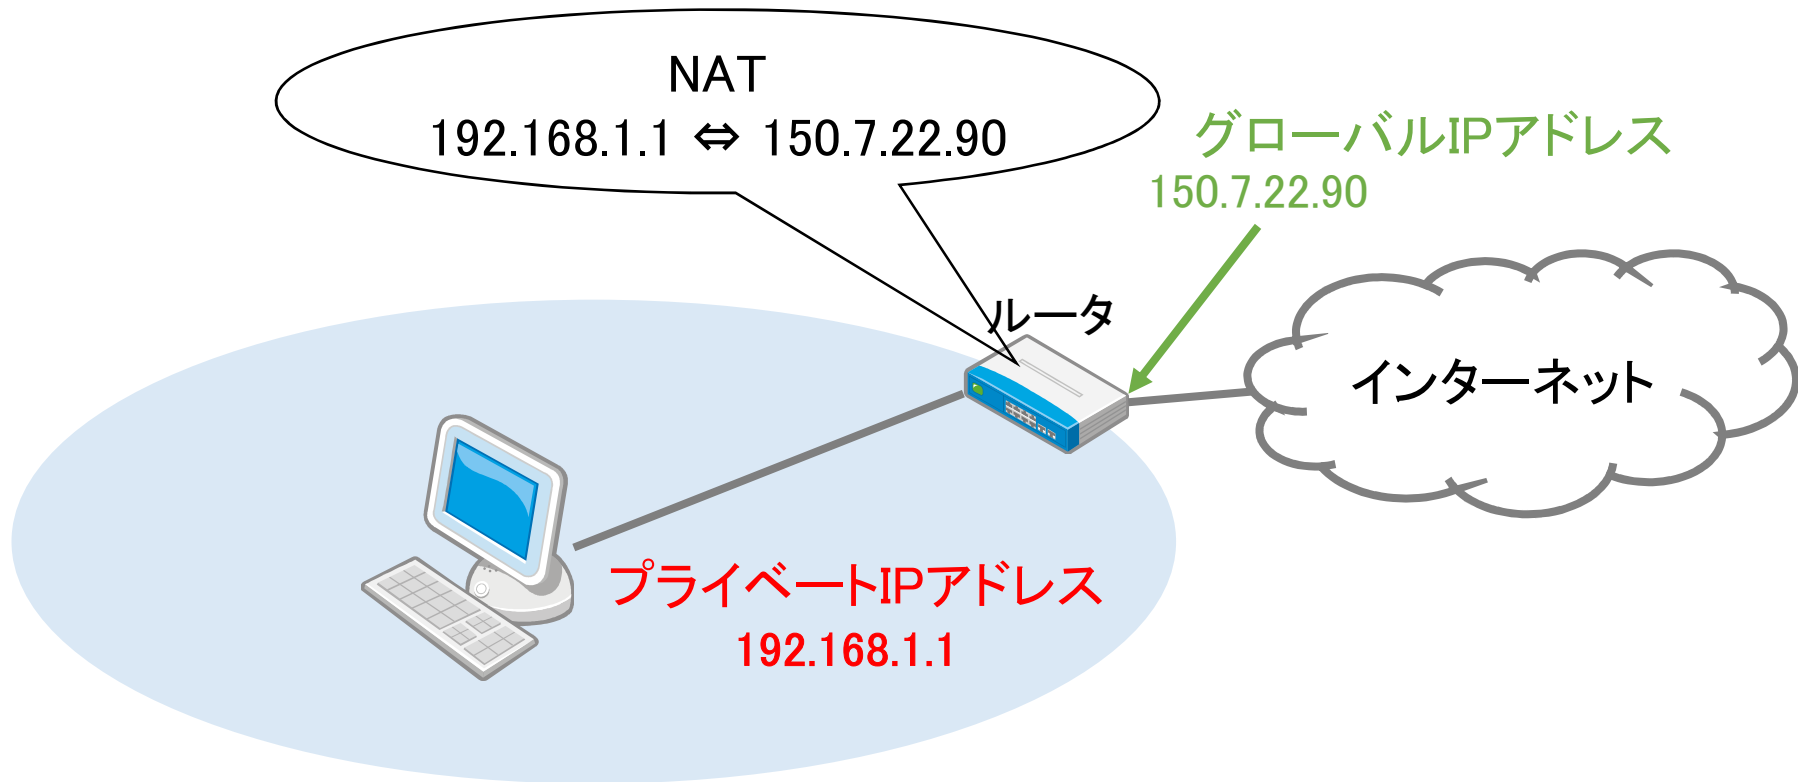 NAT
192.168.1.1 ⇔ 150.7.22.90
グローバルIPアドレス
150.7.22.90
ルータ
インターネット
プライベートIPアドレス
192.168.1.1